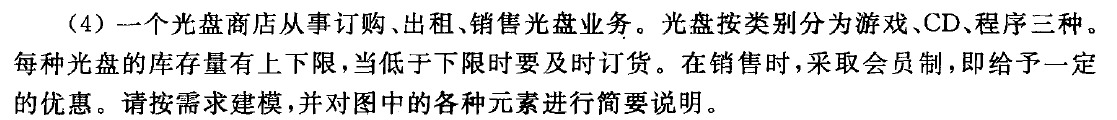 (4) 一个光盘商店从事订购、出租、销售光盘业务。光盘按类别分为游戏、CD、程序三种。
每种光盘的库存量有上下限,当低于下限时要及时订货。在销售时,采取会员制,即给予一定
的优惠。请按需求建模,并对图中的各种元素进行简要说明。